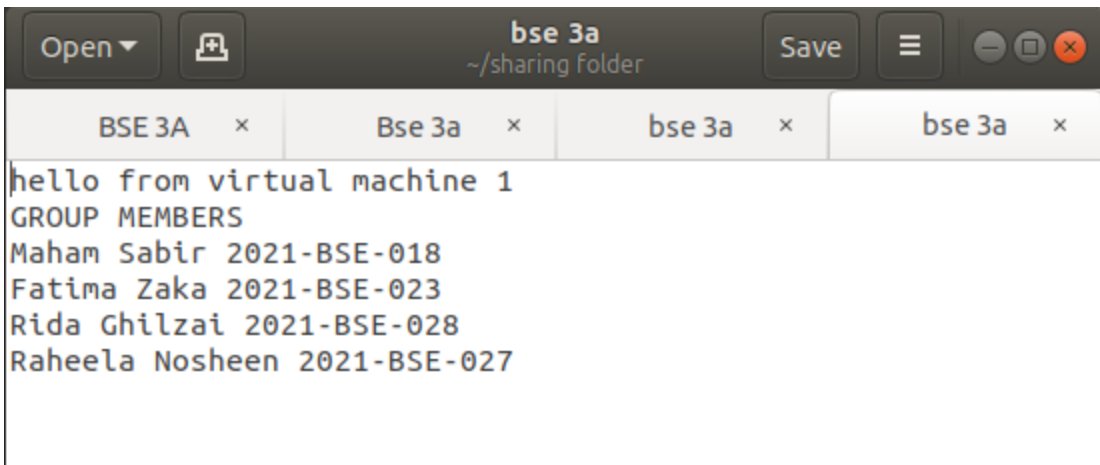 Open
bse 3a
~/sharing folder
Save
BSE 3A
Bse 3a
bse 3a
bse 3a
hello from virtual machine 1
GROUP MEMBERS
Maham Sabir 2021-BSE-018
Fatima Zaka 2021-BSE-023
Rida Ghilzai 2021-BSE-028
Raheela Nosheen 2021-BSE-027